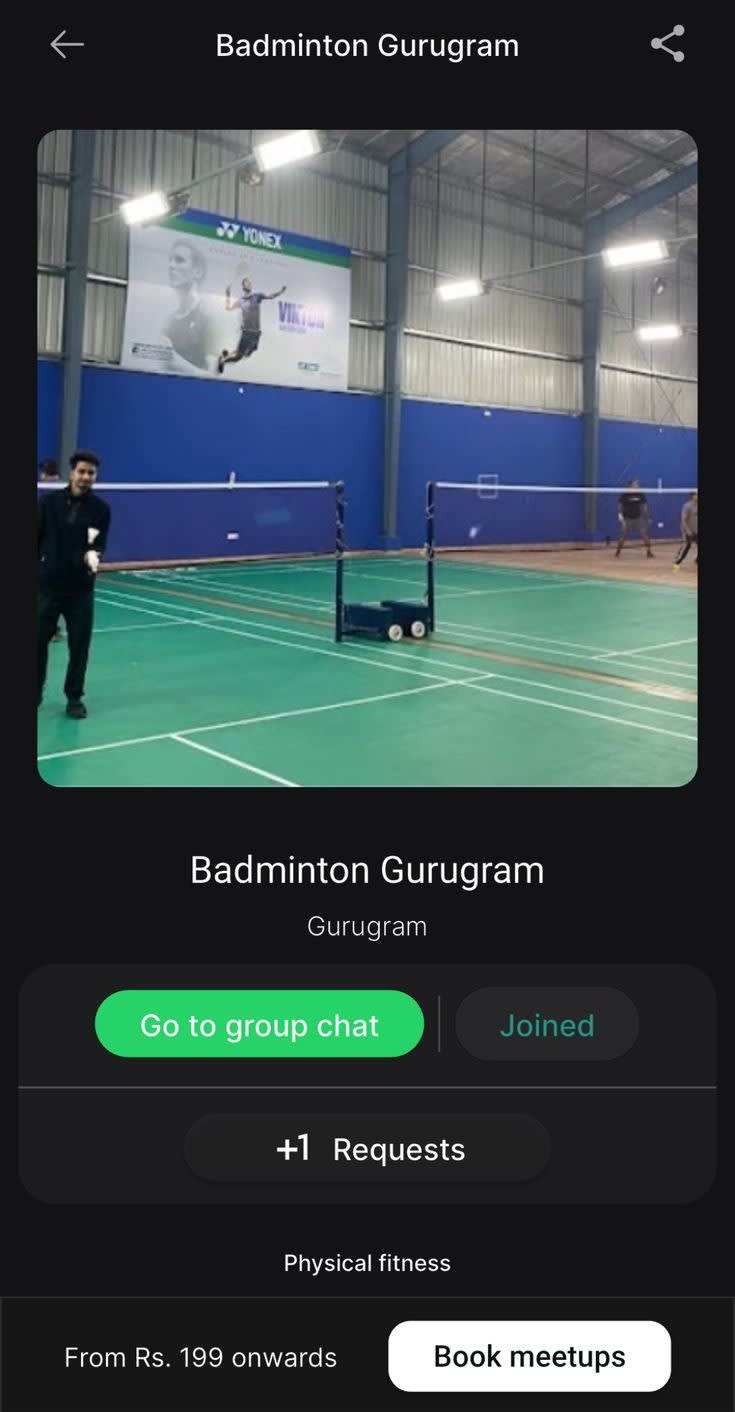 Badminton Gurugram
YONEX
VIKTOR
Badminton Gurugram
Gurugram
Go to group chat
Joined
+1 Requests
Physical fitness
From Rs. 199 onwards
Book meetups